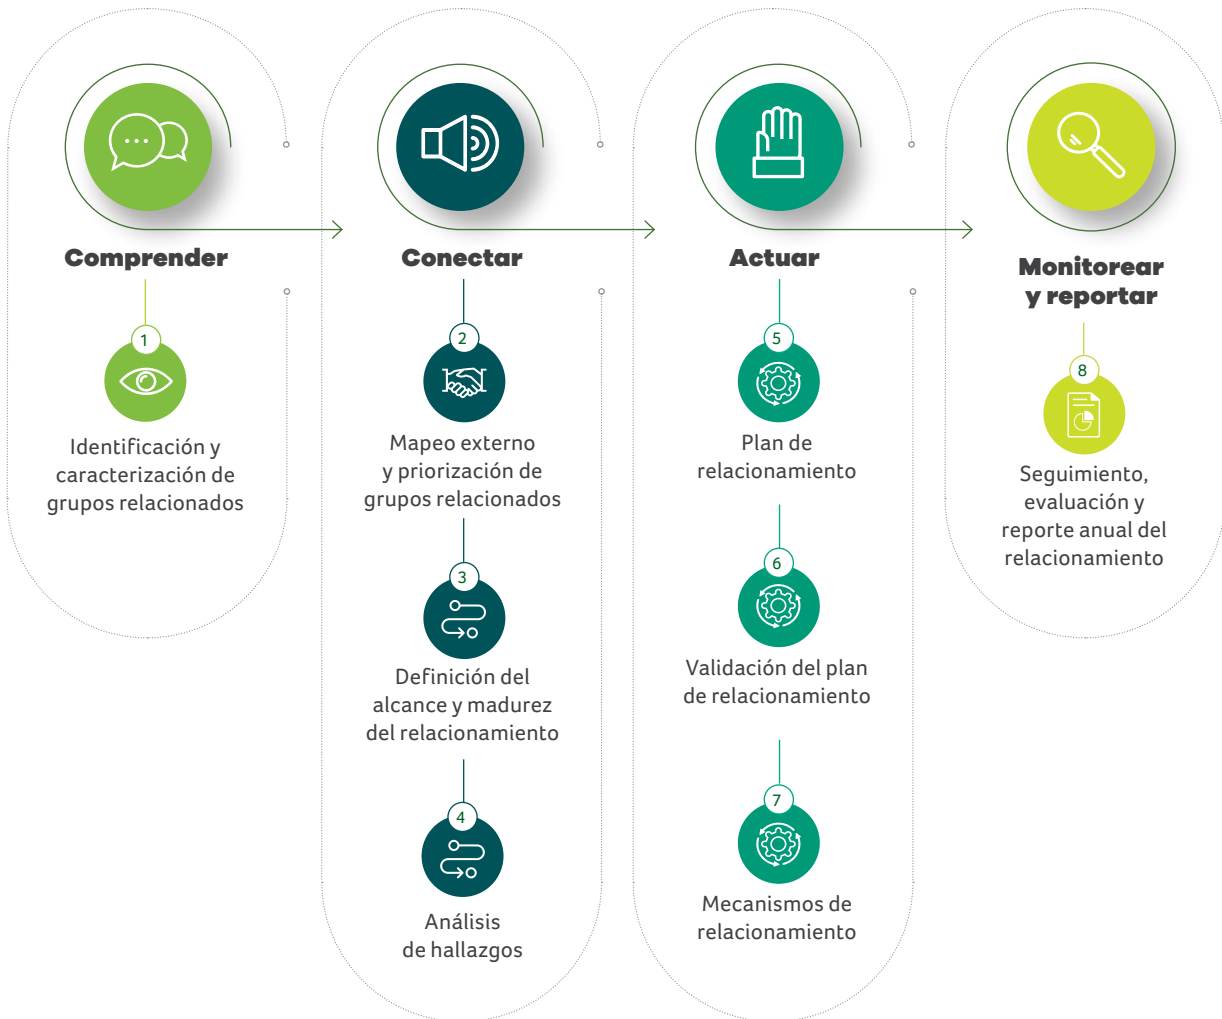 Comprender
1
Identificación y
caracterización de
grupos relacionados
Conectar
2
Mapeo externo
y priorización de
grupos relacionados
3
Definición del
alcance y madurez
del relacionamiento
4
Análisis
de hallazgos
Actuar
5
Plan de
relacionamiento
6
Validación del plan
de relacionamiento
7
Mecanismos de
relacionamiento
Monitorear
y reportar
8
Seguimiento,
evaluación y
reporte anual del
relacionamiento